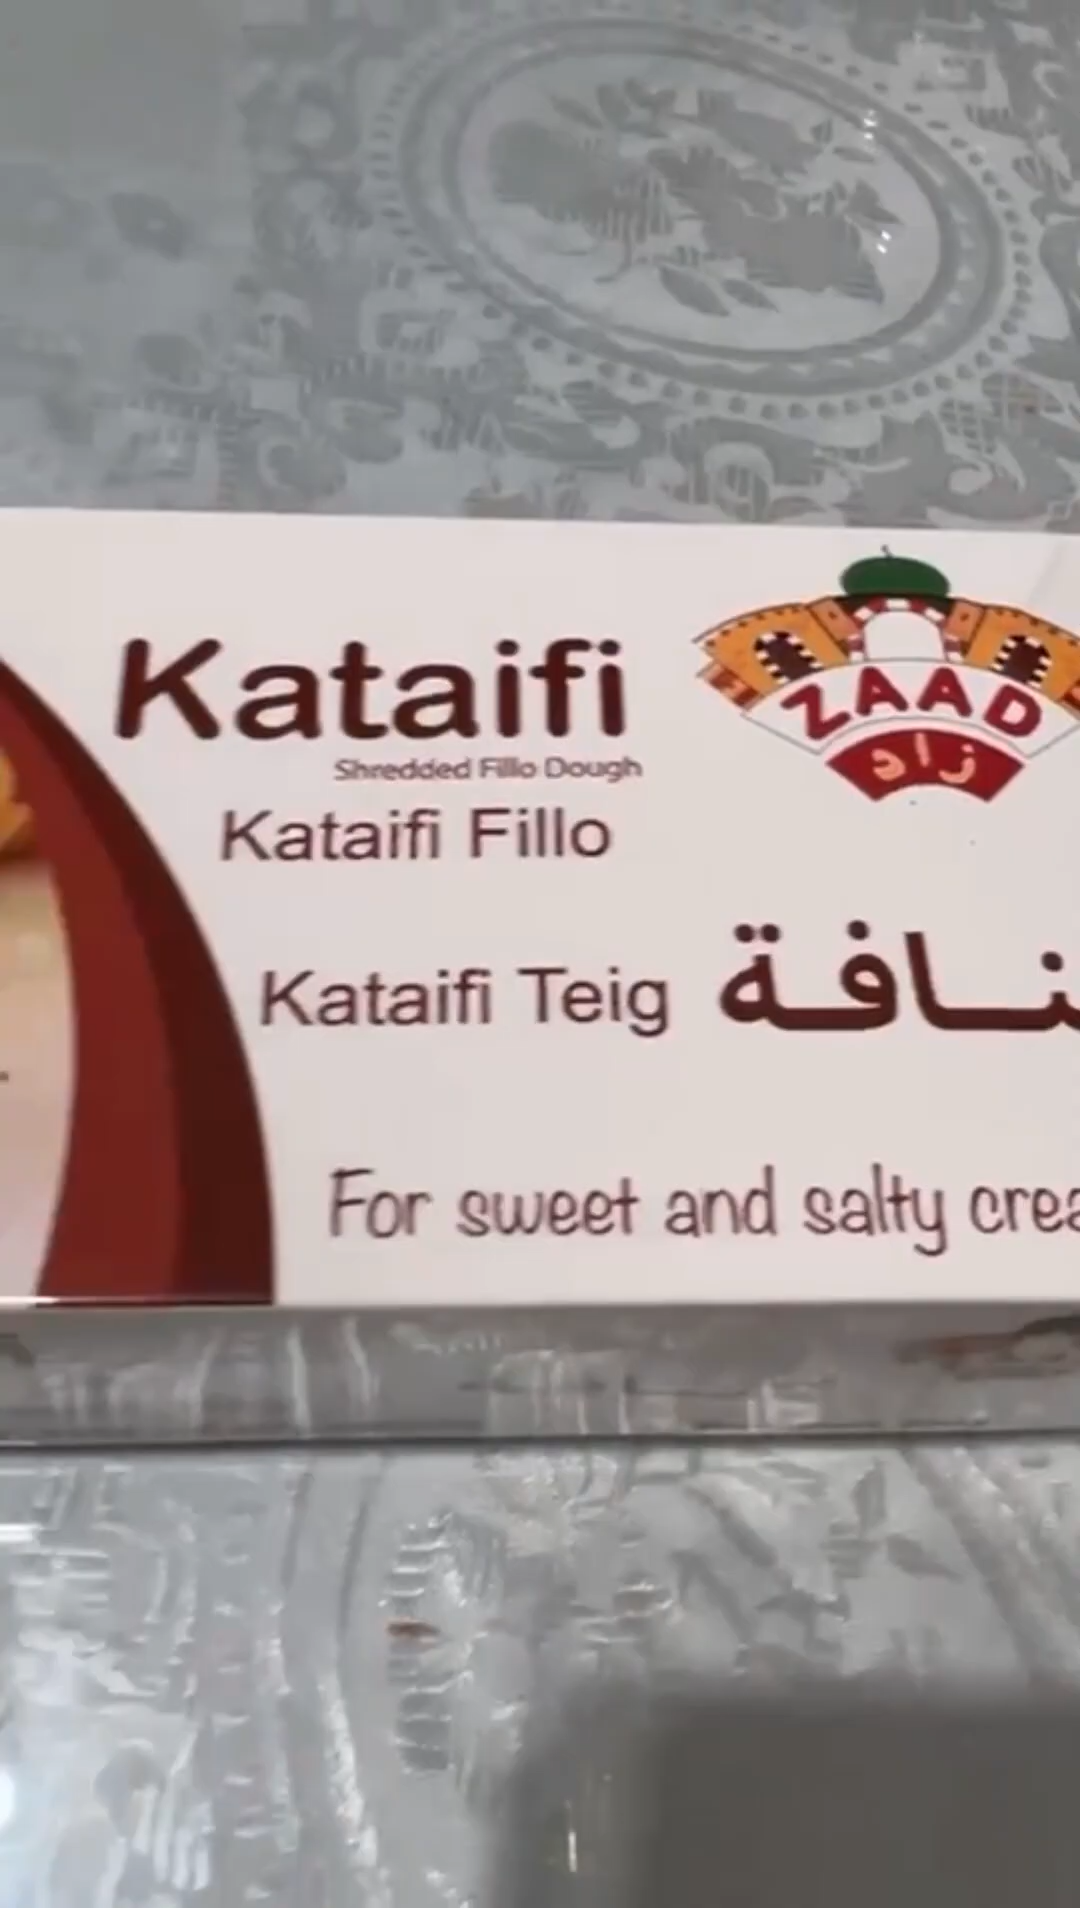 Kataifi
Shredded Fillo Dough
ZAAD
زاد
Kataifi Fillo
Kataifi Teig
For sweet and salty